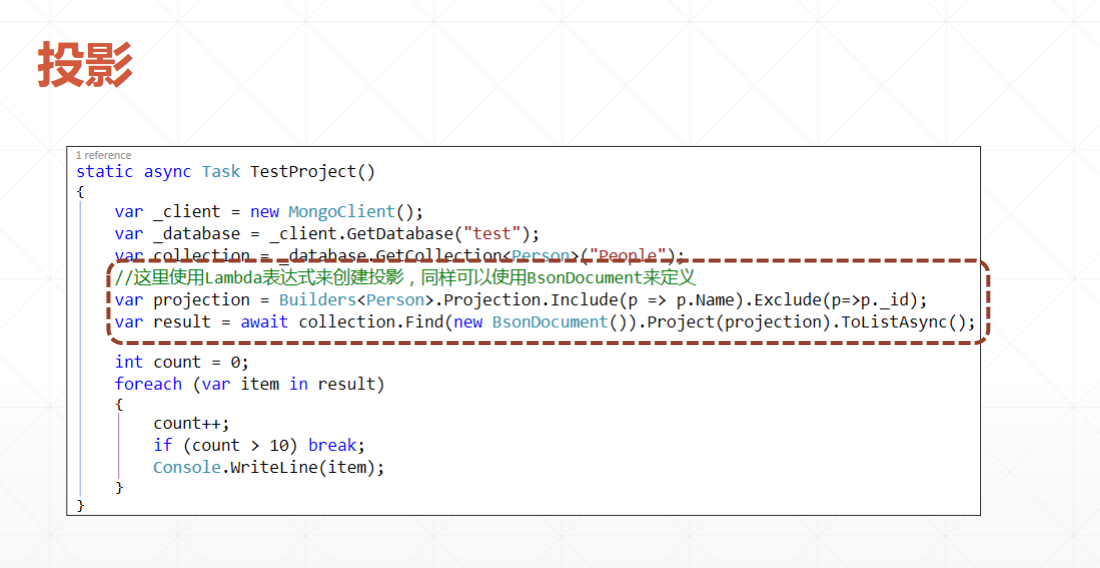 投影
1 reference
static async Task TestProject()
{
var _client = new MongoClient();
var _database = _client.GetDatabase("test");
var collection = _database.GetCollection<Person>("People");
//这里使用Lambda表达式来创建投影，同样可以使用BsonDocument来定义
var projection = Builders<Person>.Projection.Include(p => p.Name).Exclude(p=>p._id);
var result = await collection.Find(new BsonDocument()).Project(projection).ToListAsync();
int count = 0;
foreach (var item in result)
{
count++;
if (count > 10) break;
Console.WriteLine(item);
}
}